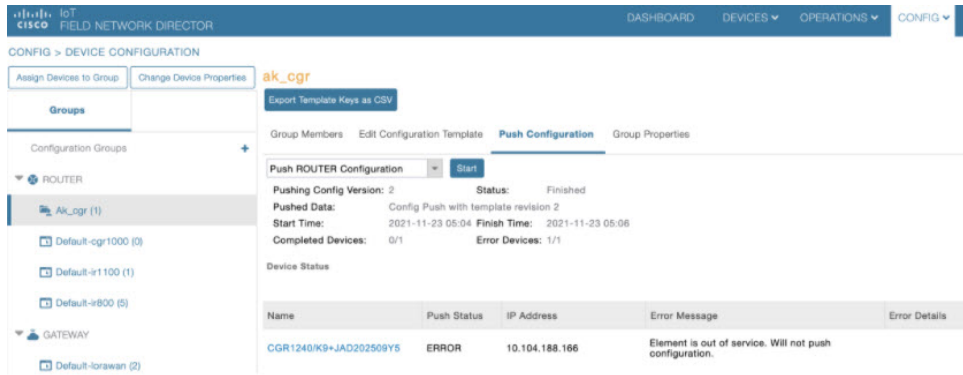 CISCO IoT
FIELD NETWORK DIRECTOR
DASHBOARD DEVICES OPERATIONS CONFIG
CONFIG > DEVICE CONFIGURATION
Assign Devices to Group Change Device Properties
Groups
Configuration Groups +
ROUTER
Ak_cgr (1)
Default-cgr1000 (0)
Default-ir1100 (1)
Default-ir800 (5)
GATEWAY
Default-lorawan (2)
ak_cgr
Export Template Keys as CSV
Group Members Edit Configuration Template Push Configuration Group Properties
Push ROUTER Configuration Start
Pushing Config Version: 2 Status: Finished
Pushed Data: Config Push with template revision 2
Start Time: 2021-11-23 05:04 Finish Time: 2021-11-23 05:06
Completed Devices: 0/1 Error Devices: 1/1
Device Status
Name Push Status IP Address Error Message Error Details
CGR1240/K9+JAD202509Y5 ERROR 10.104.188.166 Element is out of service. Will not push
configuration.